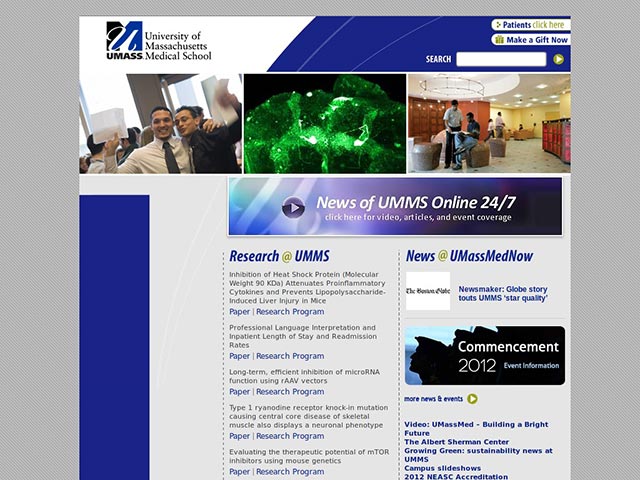 UMASS
University of
Massachusetts
Medical School
Patients click here
Make a Gift Now
SEARCH
News of UMMS Online 24/7
click here for video, articles, and event coverage
Research @ UMMS
Inhibition of Heat Shock Protein (Molecular
Weight 90 KDa) Attenuates Proinflammatory
Cytokines and Prevents Lipopolysaccharide-
Induced Liver Injury in Mice
Paper | Research Program
Professional Language Interpretation and
Inpatient Length of Stay and Readmission
Rates
Paper | Research Program
Long-term, efficient inhibition of microRNA
function using rAAV vectors
Paper | Research Program
Type 1 ryanodine receptor knock-in mutation
causing central core disease of skeletal
muscle also displays a neuronal phenotype
Paper | Research Program
Evaluating the therapeutic potential of mTOR
inhibitors using mouse genetics
Paper | Research Program
News @ UMassMedNow
The Boston Globe
Newsmaker: Globe story
touts UMMS ‘star quality’
Commencement
2012 Event Information
more news & events
Video: UMassMed – Building a Bright
Future
The Albert Sherman Center
Growing Green: sustainability news at
UMMS
Campus slideshows
2012 NEASC Accreditation